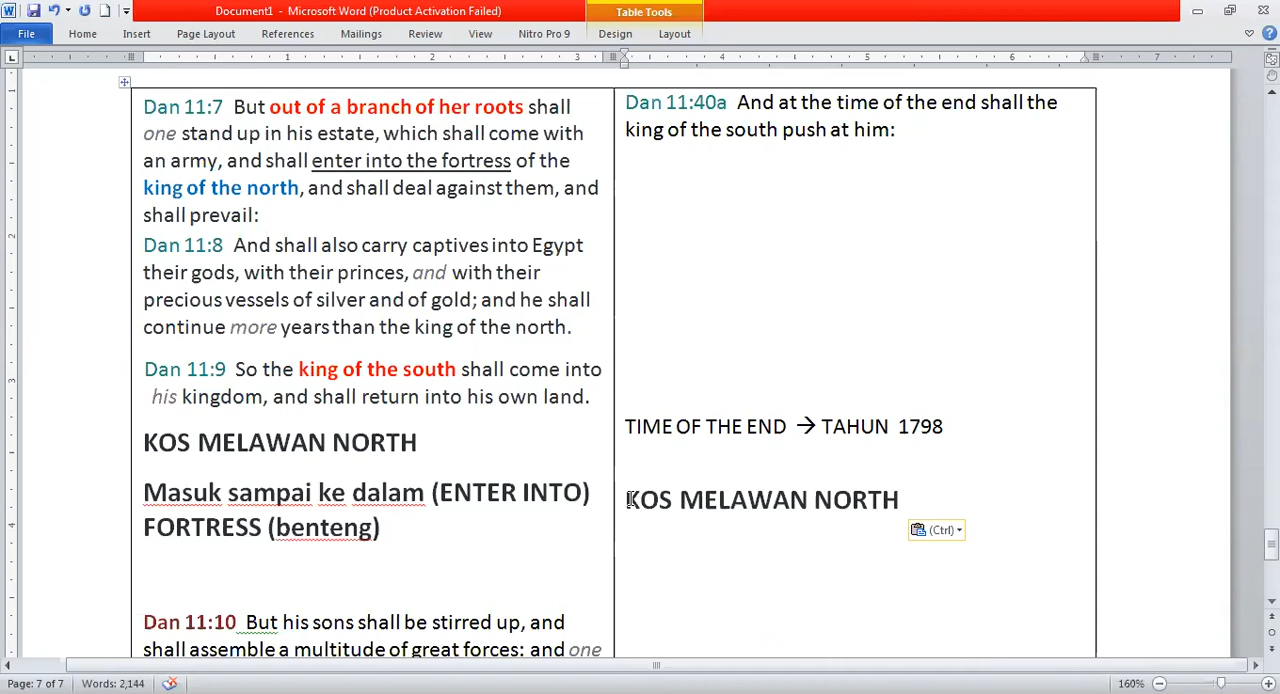 Document1 - Microsoft Word (Product Activation Failed)
Table Tools
File Home Insert Page Layout References Mailings Review View Nitro Pro 9 Design Layout
1 2 3 4 5 6 7
Dan 11:7 But out of a branch of her roots shall
one stand up in his estate, which shall come with
an army, and shall enter into the fortress of the
king of the north, and shall deal against them, and
shall prevail:
Dan 11:8 And shall also carry captives into Egypt
their gods, with their princes, and with their
precious vessels of silver and of gold; and he shall
continue more years than the king of the north.
Dan 11:9 So the king of the south shall come into
his kingdom, and shall return into his own land.
KOS MELAWAN NORTH
Masuk sampai ke dalam (ENTER INTO)
FORTRESS (benteng)
Dan 11:10 But his sons shall be stirred up, and
shall assemble a multitude of great forces: and one
Dan 11:40a And at the time of the end shall the
king of the south push at him:
TIME OF THE END → TAHUN 1798
KOS MELAWAN NORTH
(Ctrl)
Page: 7 of 7 Words: 2,144 160%